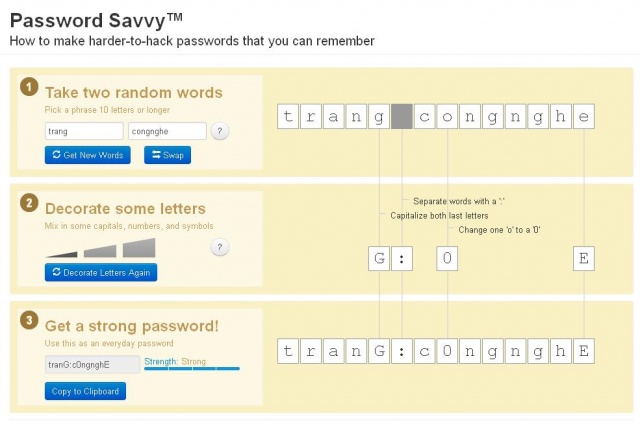 Password Savvy™
How to make harder-to-hack passwords that you can remember
1
Take two random words
Pick a phrase 10 letters or longer
trang congnghe ?
Get New Words Swap
t r a n g c o n g n g h e
2
Decorate some letters
Mix in some capitals, numbers, and symbols
?
Decorate Letters Again
Separate words with a ':'
Capitalize both last letters
Change one 'o' to a '0'
G : 0 E
3
Get a strong password!
Use this as an everyday password
tranG:c0ngnghE Strength: Strong
Copy to Clipboard
t r a n G : c 0 n g n g h E